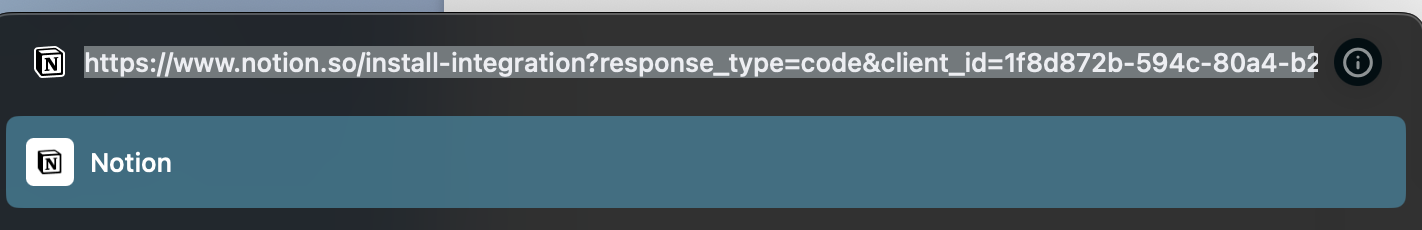 https://www.notion.so/install-integration?response_type=code&client_id=1f8d872b-594c-80a4-b2
Notion